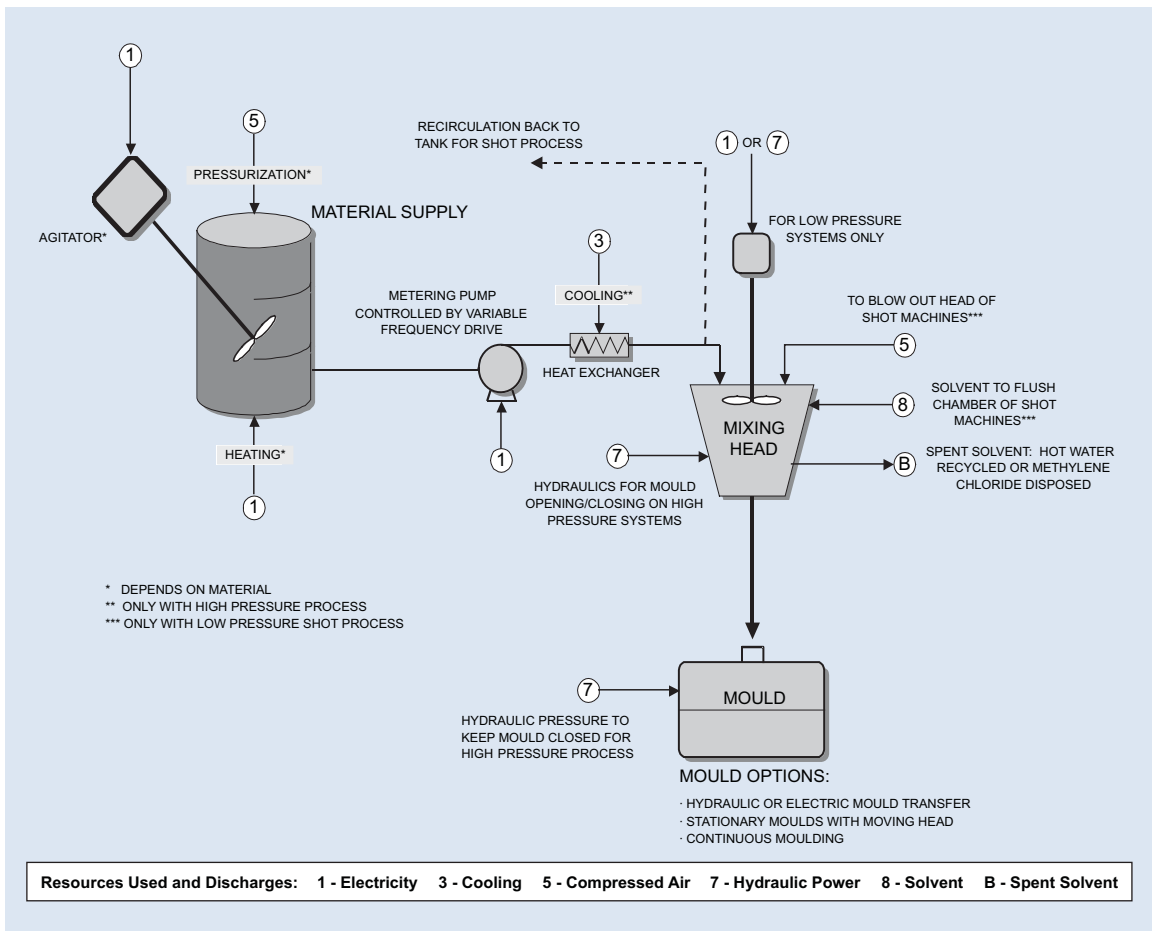 1
5
RECIRCULATION BACK TO
TANK FOR SHOT PROCESS
1 OR 7
PRESSURIZATION*
MATERIAL SUPPLY
AGITATOR*
FOR LOW PRESSURE
SYSTEMS ONLY
3
COOLING**
METERING PUMP
CONTROLLED BY VARIABLE
FREQUENCY DRIVE
HEAT EXCHANGER
TO BLOW OUT HEAD OF
SHOT MACHINES***
5
SOLVENT TO FLUSH
CHAMBER OF SHOT
MACHINES***
8
MIXING
HEAD
SPENT SOLVENT: HOT WATER
RECYCLED OR METHYLENE
CHLORIDE DISPOSED
B
HEATING*
1
1
7
HYDRAULICS FOR MOULD
OPENING/CLOSING ON HIGH
PRESSURE SYSTEMS
* DEPENDS ON MATERIAL
** ONLY WITH HIGH PRESSURE PROCESS
*** ONLY WITH LOW PRESSURE SHOT PROCESS
7
HYDRAULIC PRESSURE TO
KEEP MOULD CLOSED FOR
HIGH PRESSURE PROCESS
MOULD
MOULD OPTIONS:
· HYDRAULIC OR ELECTRIC MOULD TRANSFER
· STATIONARY MOULDS WITH MOVING HEAD
· CONTINUOUS MOULDING
Resources Used and Discharges: 1 - Electricity 3 - Cooling 5 - Compressed Air 7 - Hydraulic Power 8 - Solvent B - Spent Solvent